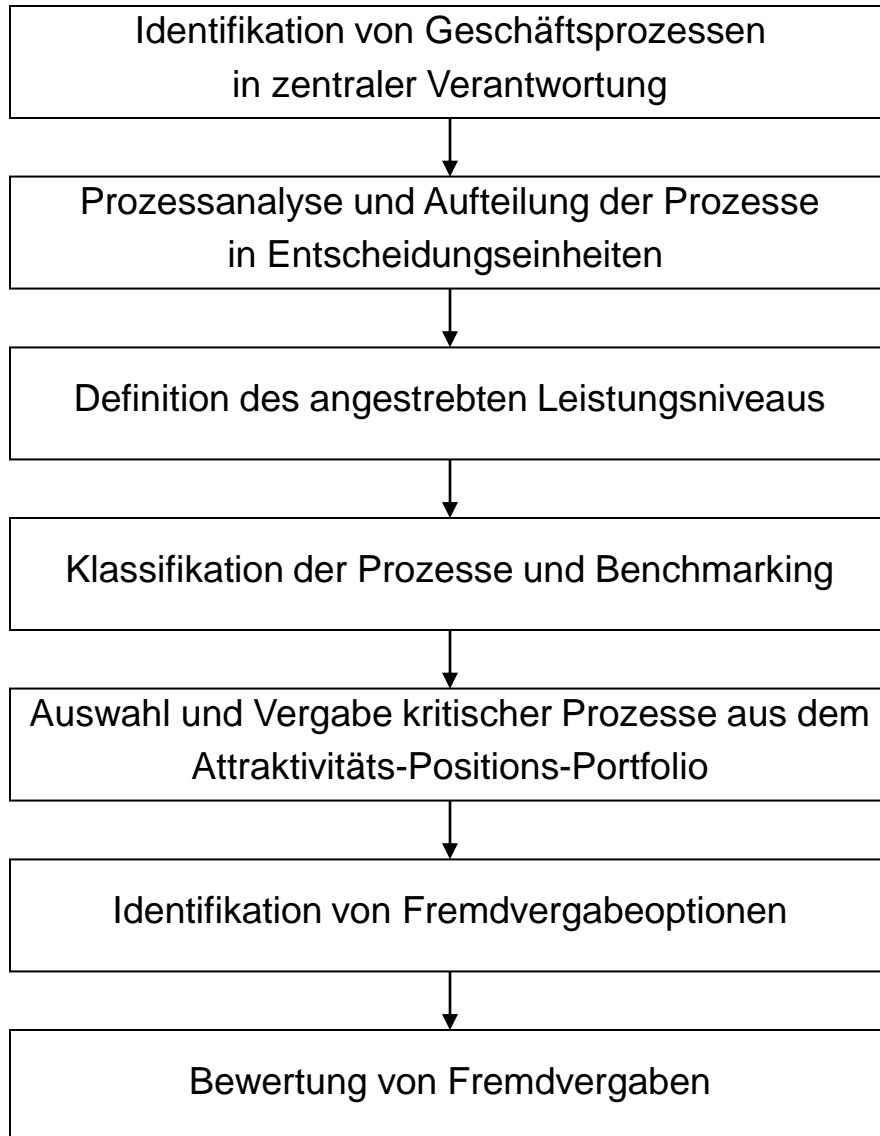 Identifikation von Geschäftsprozessen
in zentraler Verantwortung
Prozessanalyse und Aufteilung der Prozesse
in Entscheidungseinheiten
Definition des angestrebten Leistungsniveaus
Klassifikation der Prozesse und Benchmarking
Auswahl und Vergabe kritischer Prozesse aus dem
Attraktivitäts-Positions-Portfolio
Identifikation von Fremdvergabeoptionen
Bewertung von Fremdvergaben